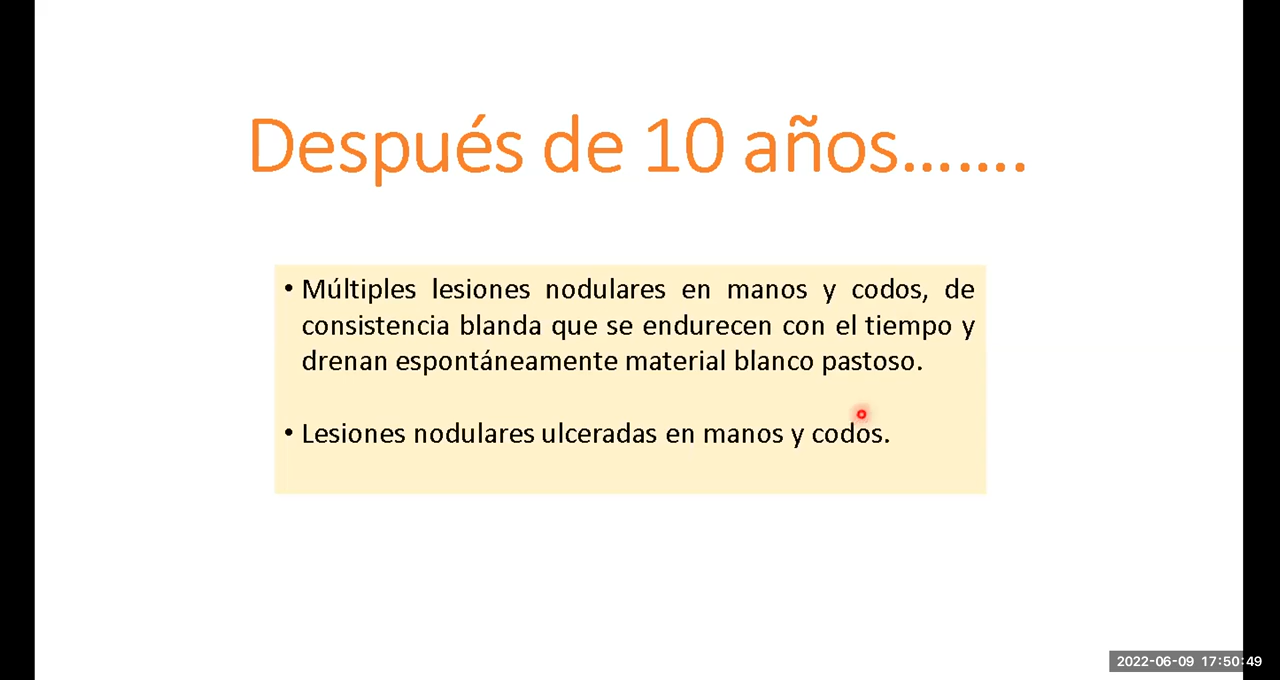 Después de 10 años.......
• Múltiples lesiones nodulares en manos y codos, de
consistencia blanda que se endurecen con el tiempo y
drenan espontáneamente material blanco pastoso.
• Lesiones nodulares ulceradas en manos y codos.
2022-06-09 17:50:49